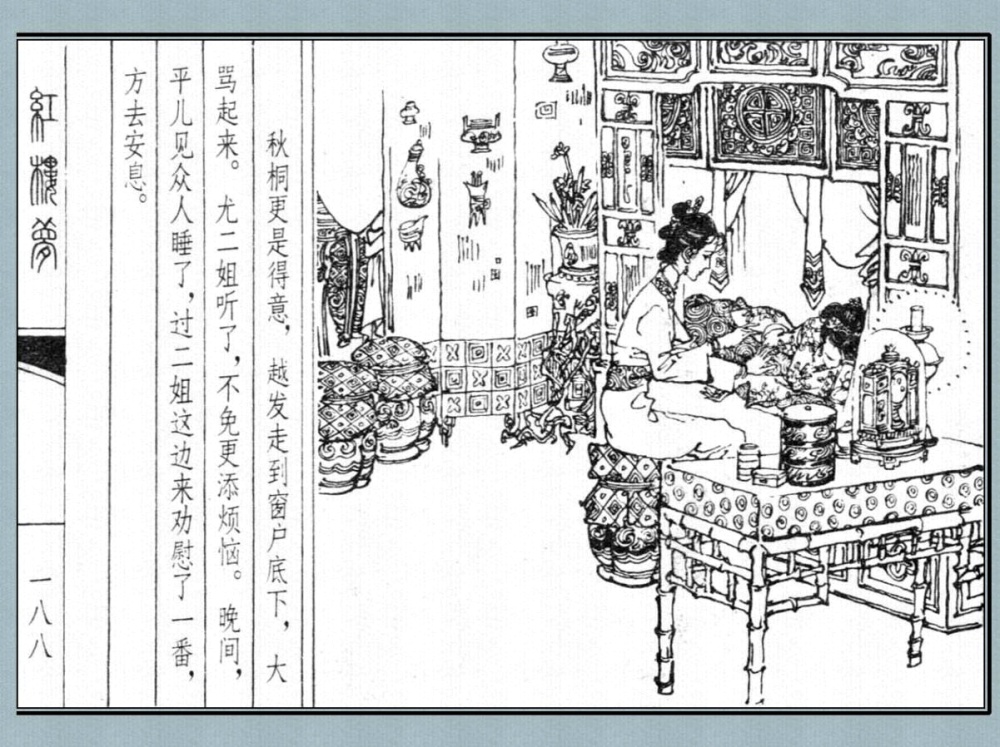 秋桐更是得意，越发走到窗户底下，大
骂起来。尤二姐听了，不免更添烦恼。晚间，
平儿见众人睡了，过二姐这边来劝慰了一番，
方去安息。
紅樓夢
一八八